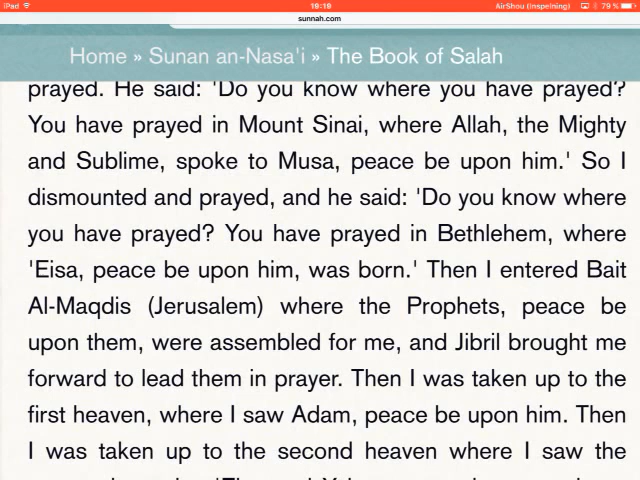 iPad 19:19 AirShou (Inspelning) 79 %
sunnah.com
Home » Sunan an-Nasa'i » The Book of Salah
prayed. He said: 'Do you know where you have prayed?
You have prayed in Mount Sinai, where Allah, the Mighty
and Sublime, spoke to Musa, peace be upon him.' So I
dismounted and prayed, and he said: 'Do you know where
you have prayed? You have prayed in Bethlehem, where
'Eisa, peace be upon him, was born.' Then I entered Bait
Al-Maqdis (Jerusalem) where the Prophets, peace be
upon them, were assembled for me, and Jibril brought me
forward to lead them in prayer. Then I was taken up to the
first heaven, where I saw Adam, peace be upon him. Then
I was taken up to the second heaven where I saw the